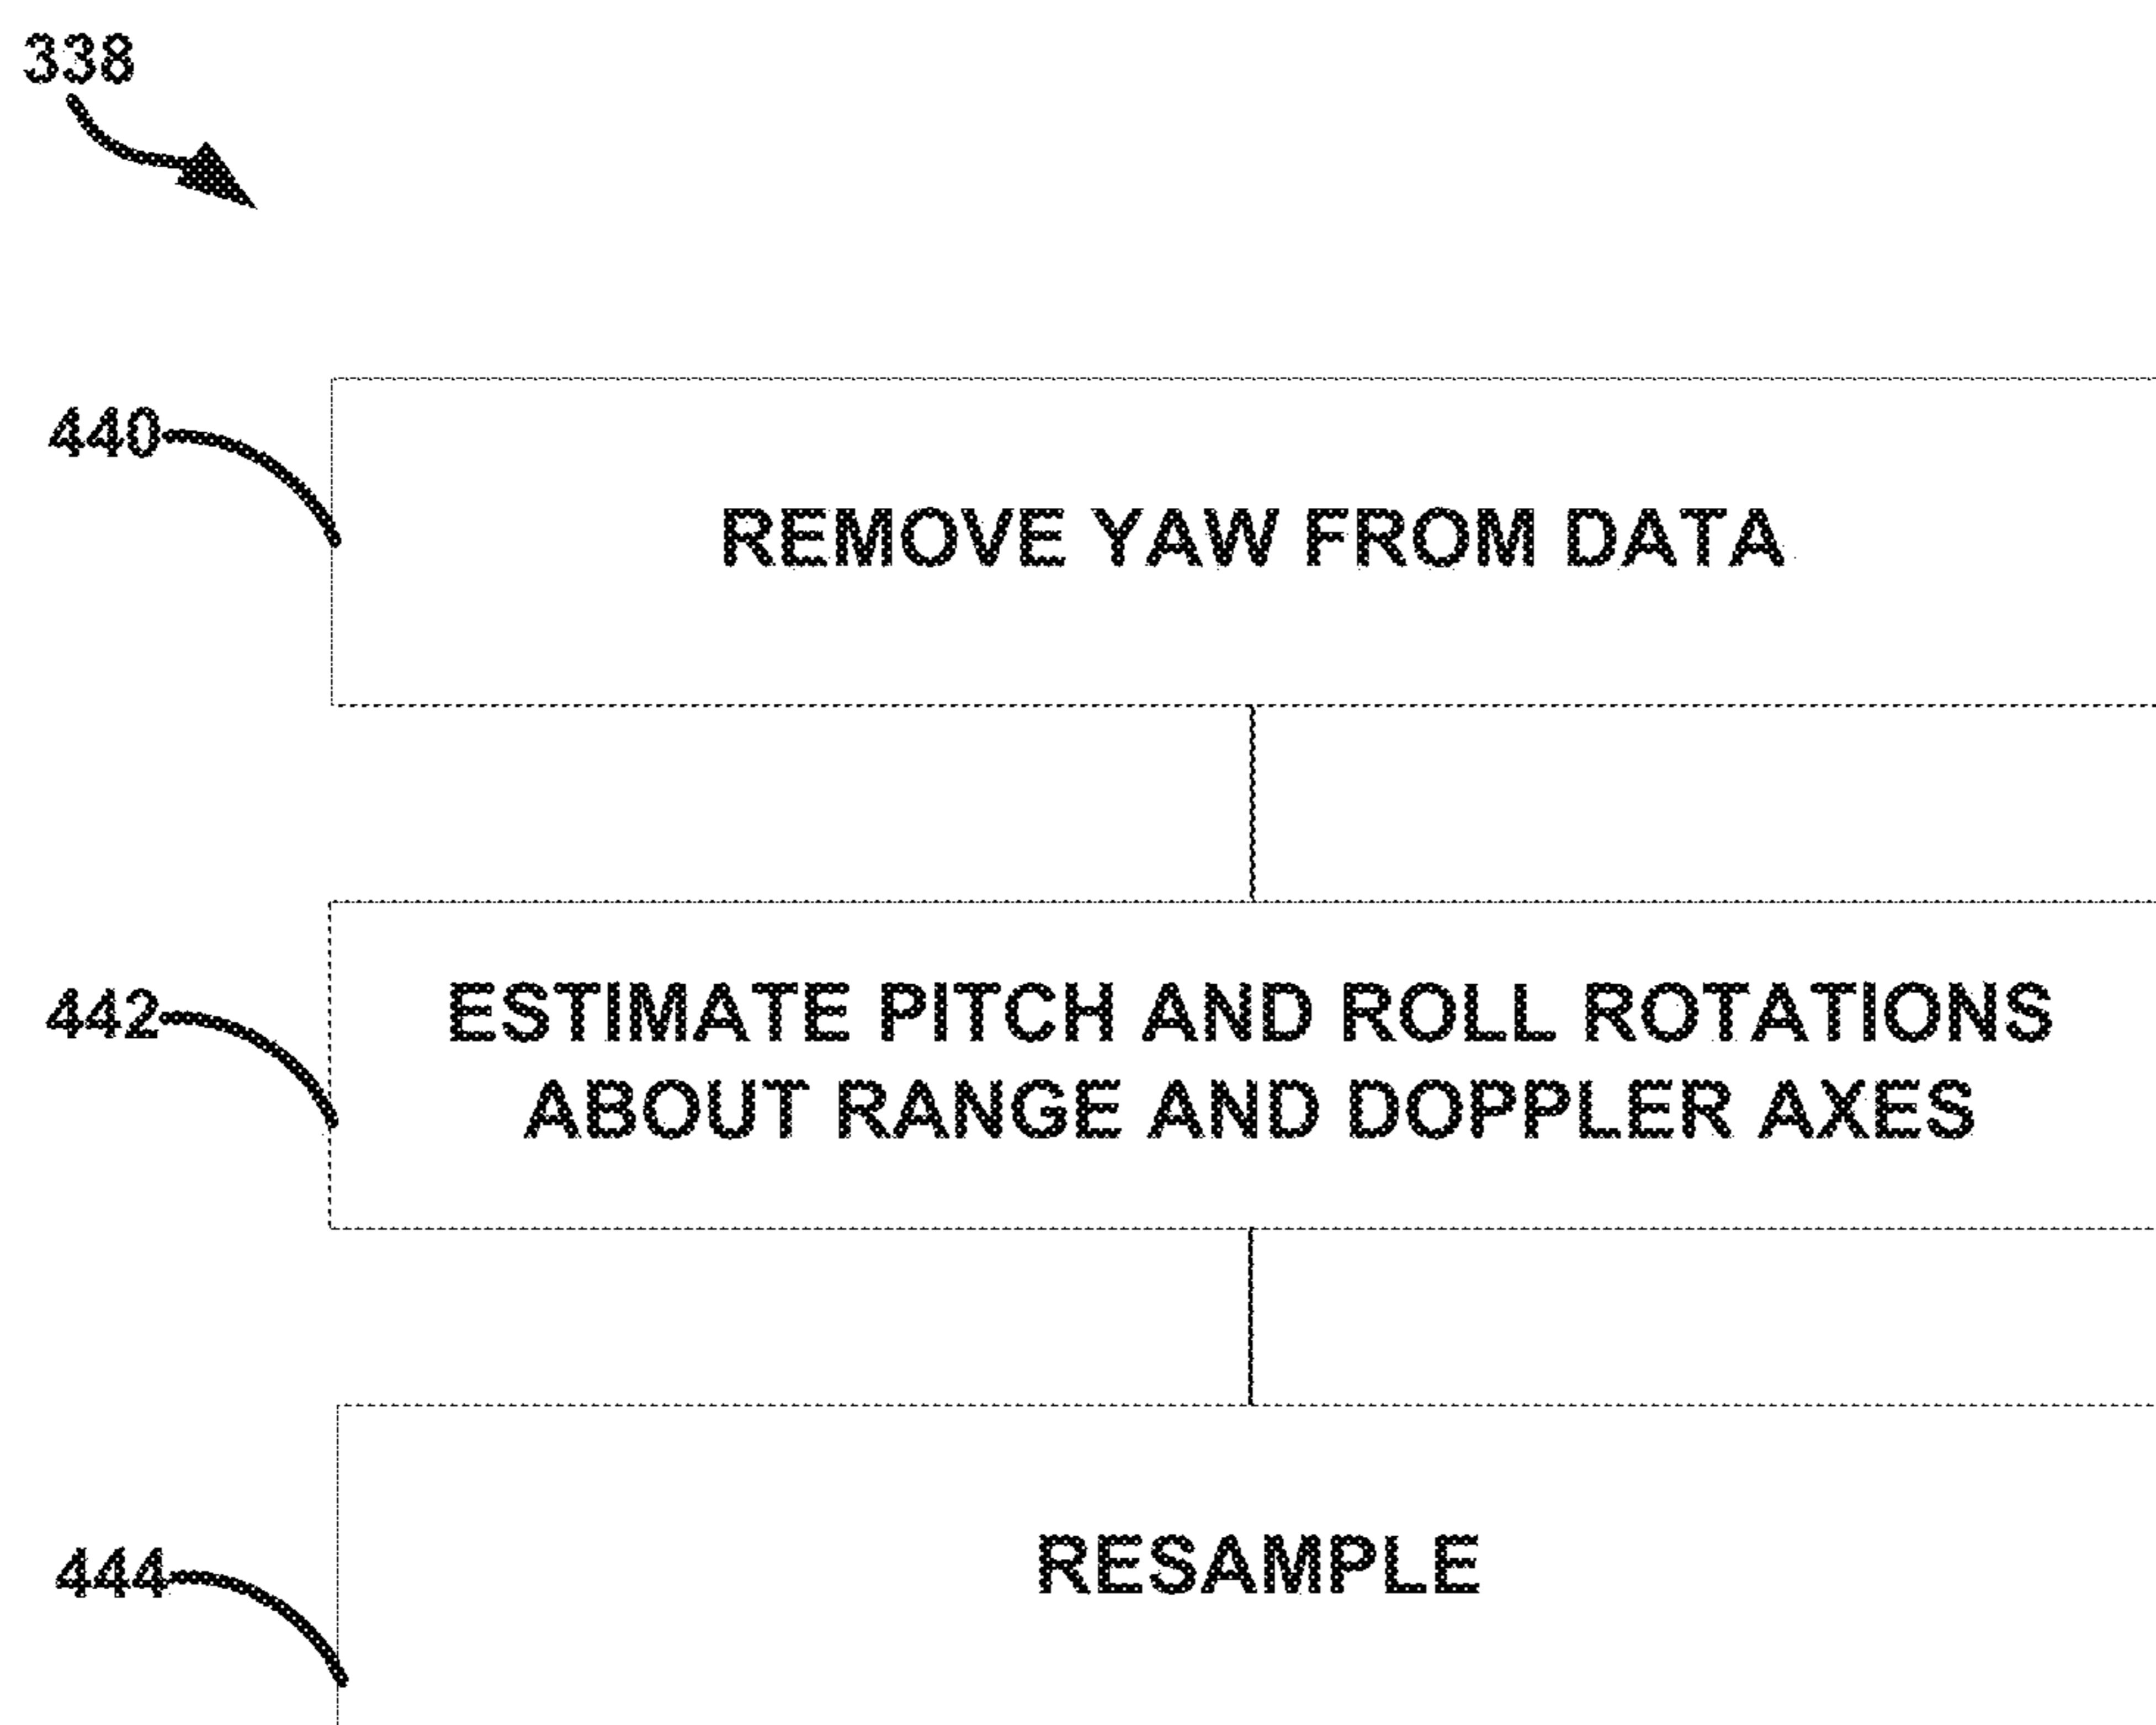 338
440
REMOVE YAW FROM DATA
442
ESTIMATE PITCH AND ROLL ROTATIONS
ABOUT RANGE AND DOPPLER AXES
444
RESAMPLE